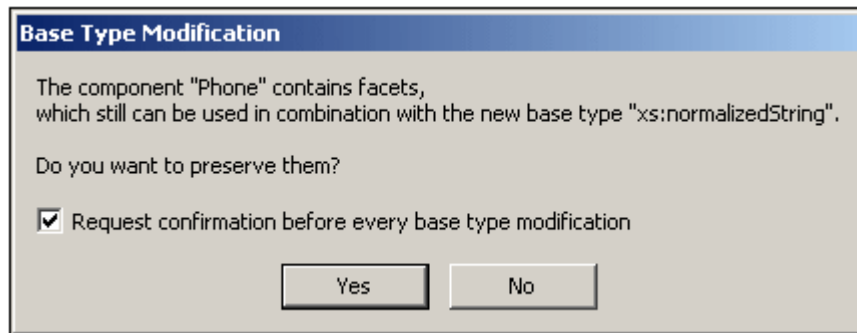 Base Type Modification
The component "Phone" contains facets,
which still can be used in combination with the new base type "xs:normalizedString".
Do you want to preserve them?
Request confirmation before every base type modification
Yes
No